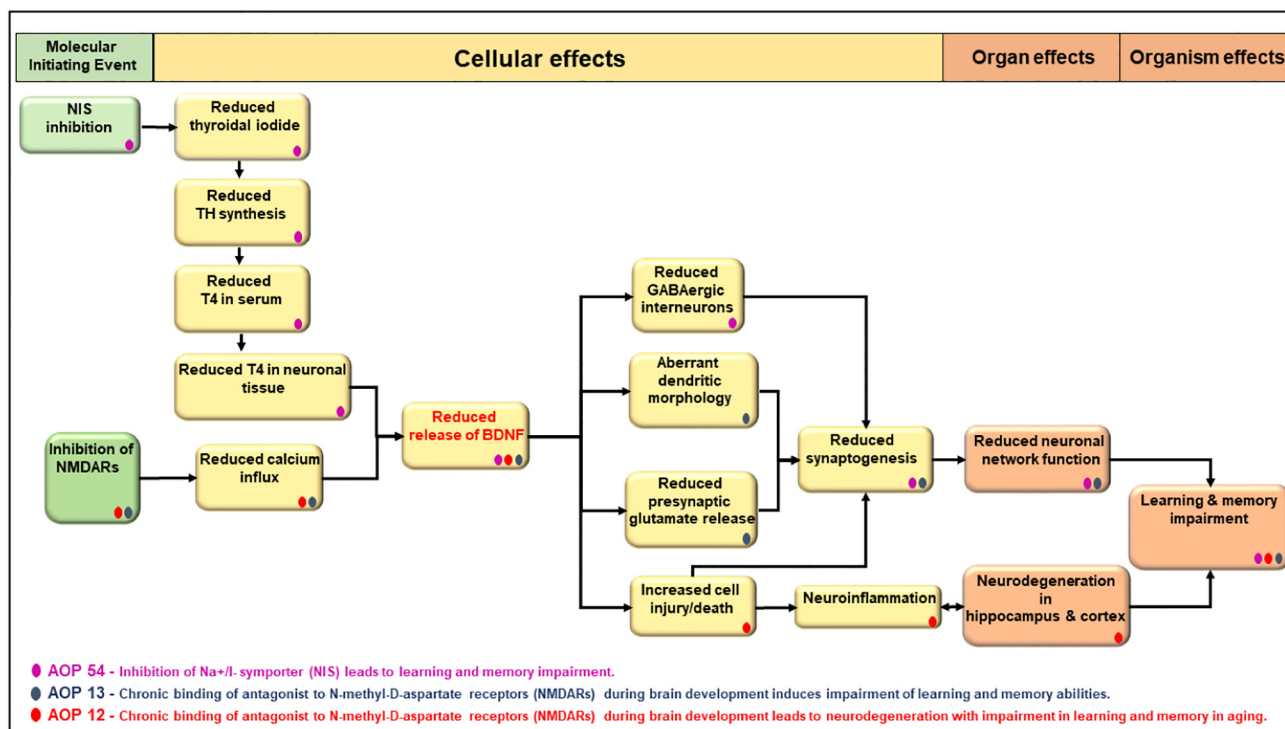 Molecular
Initiating Event
Cellular effects
Organ effects
Organism effects
NIS
inhibition
Reduced
thyroidal iodide
Reduced
TH synthesis
Reduced
T4 in serum
Reduced T4 in neuronal
tissue
Inhibition of
NMDARs
Reduced calcium
influx
Reduced
release of BDNF
Reduced
GABAergic
interneurons
Aberrant
dendritic
morphology
Reduced
presynaptic
glutamate release
Increased cell
injury/death
Reduced
synaptogenesis
Neuroinflammation
Reduced neuronal
network function
Neurodegeneration
in
hippocampus & cortex
Learning & memory
impairment
AOP 54 - Inhibition of Na+/I- symporter (NIS) leads to learning and memory impairment.
AOP 13 - Chronic binding of antagonist to N-methyl-D-aspartate receptors (NMDARs) during brain development induces impairment of learning and memory abilities.
AOP 12 - Chronic binding of antagonist to N-methyl-D-aspartate receptors (NMDARs) during brain development leads to neurodegeneration with impairment in learning and memory in aging.